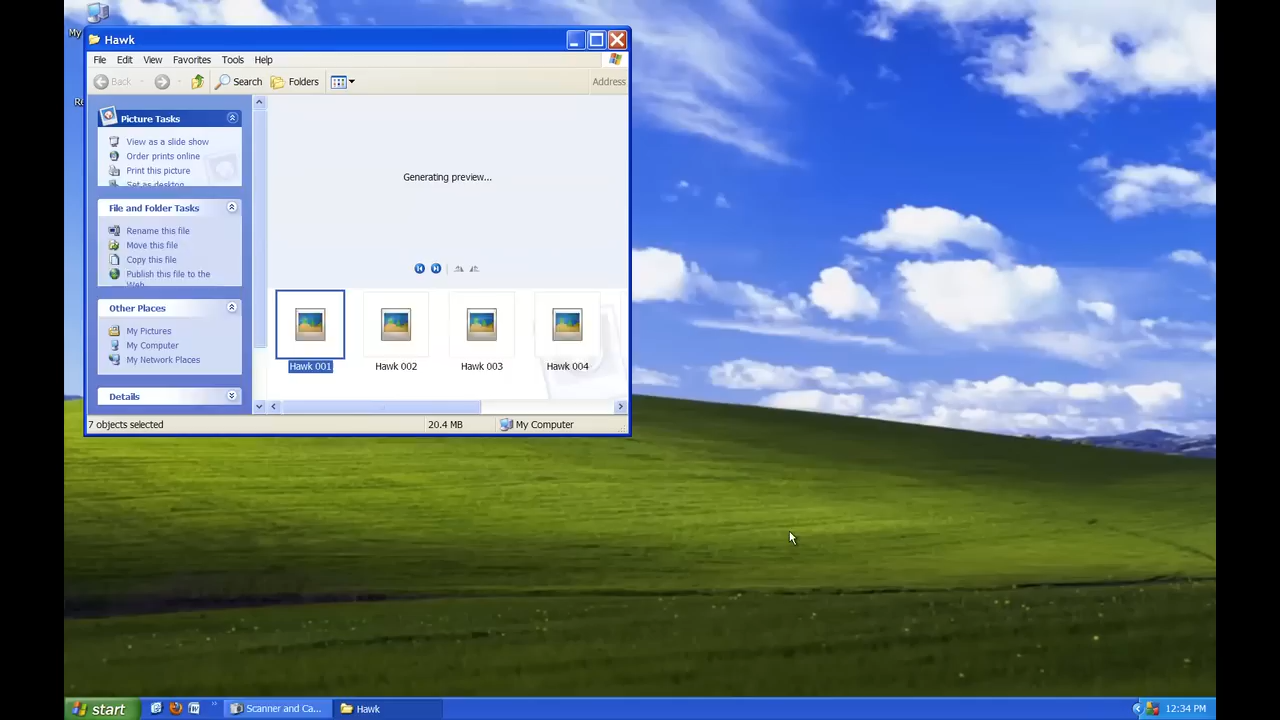 My
Re
Hawk
File Edit View Favorites Tools Help
Back Search Folders Address
Picture Tasks
View as a slide show
Order prints online
Print this picture
Set as desktop
File and Folder Tasks
Rename this file
Move this file
Copy this file
Publish this file to the
Web
Other Places
My Pictures
My Computer
My Network Places
Details
Generating preview...
Hawk 001 Hawk 002 Hawk 003 Hawk 004
7 objects selected 20.4 MB My Computer
start Scanner and Ca... Hawk 12:34 PM